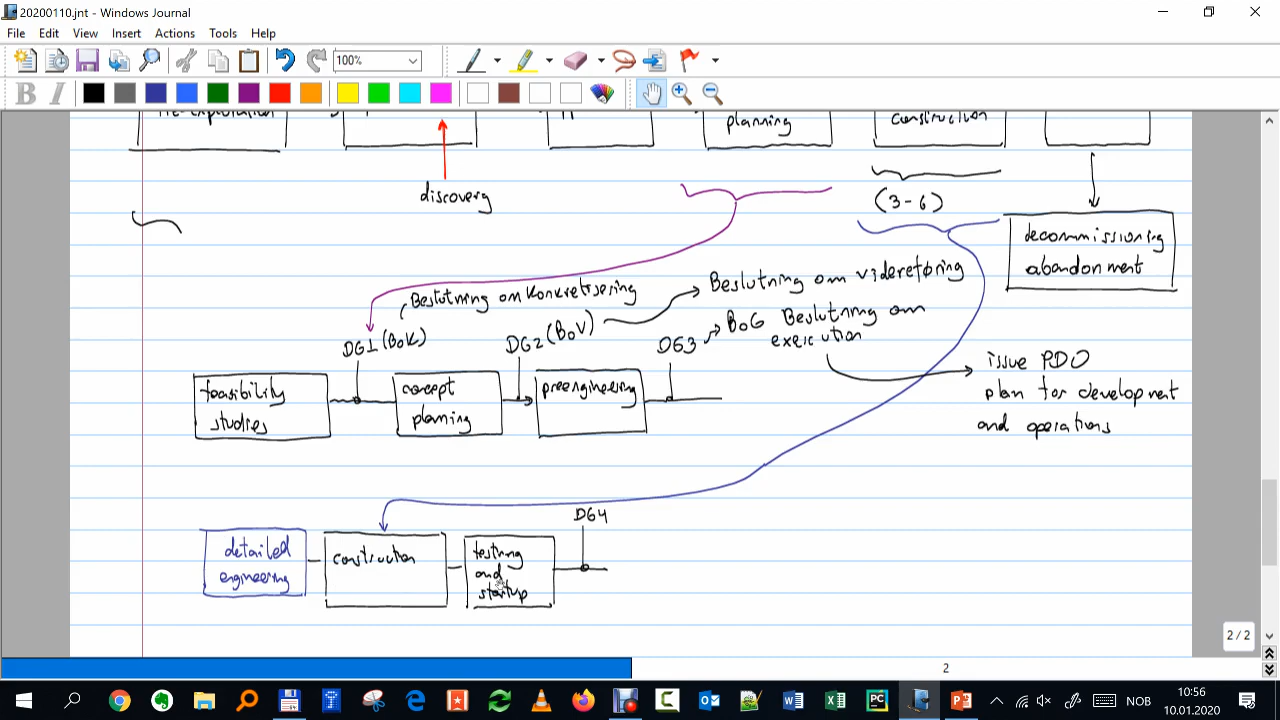 20200110.jnt - Windows Journal
File Edit View Insert Actions Tools Help
100%
planning
construction
discovery
(3-6)
decommissioning
abandonment
Beslutning om videreføring
Beslutning om konkretisering
DG1 (BoK)
DG2 (BoV)
DG3
BoG Beslutning om
execution
issue PDO
plan for development
and operations
feasibility
studies
concept
planning
preengineering
DG4
detailed
engineering
construction
testing
and
startup
2 / 2
2
NOB
10:56
10.01.2020